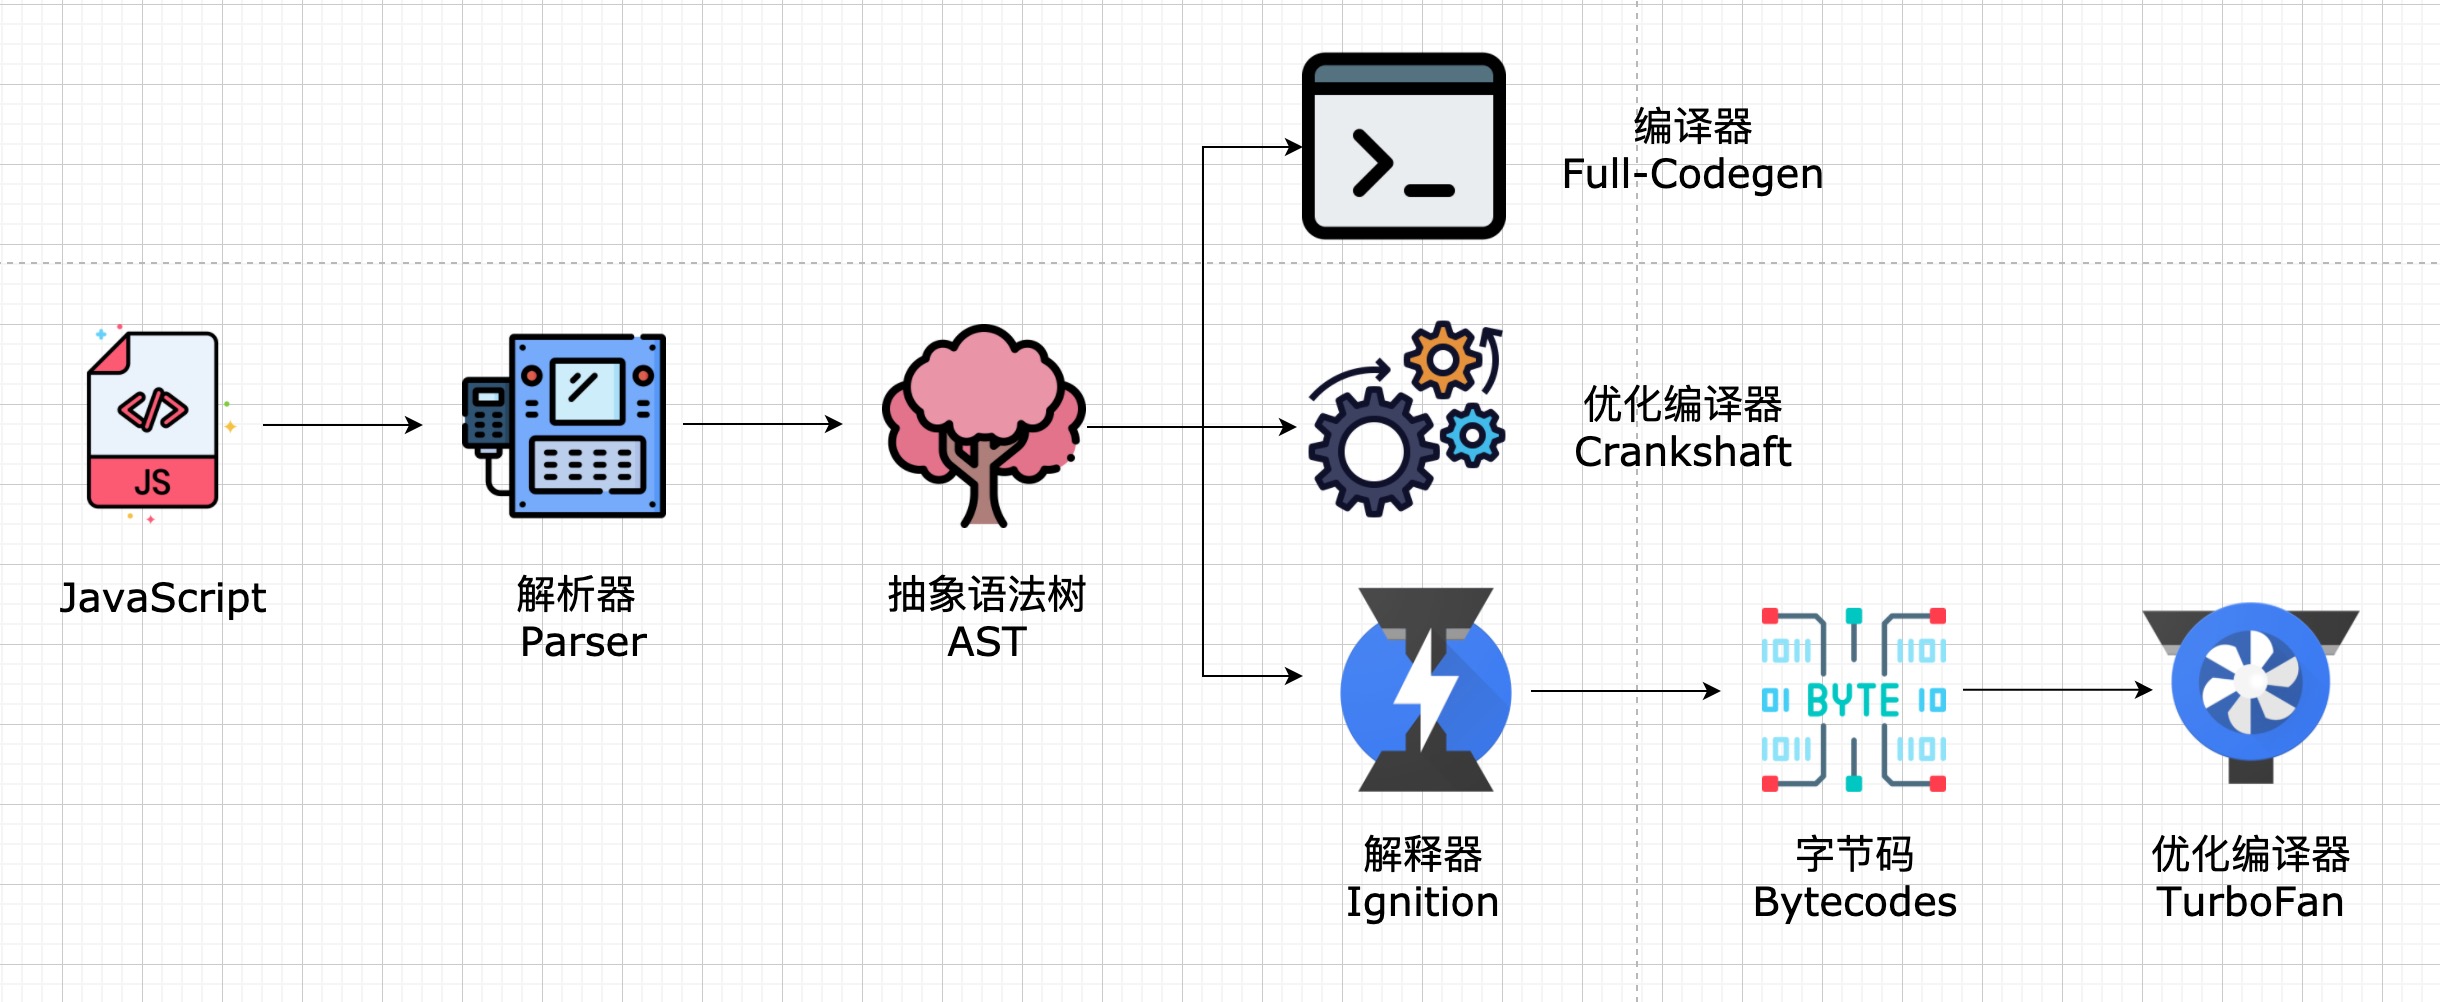 编译器
Full-Codegen
JS
优化编译器
Crankshaft
JavaScript
解析器
Parser
抽象语法树
AST
1011 1101
01 BYTE 10
1011 1101
解释器
Ignition
字节码
Bytecodes
优化编译器
TurboFan